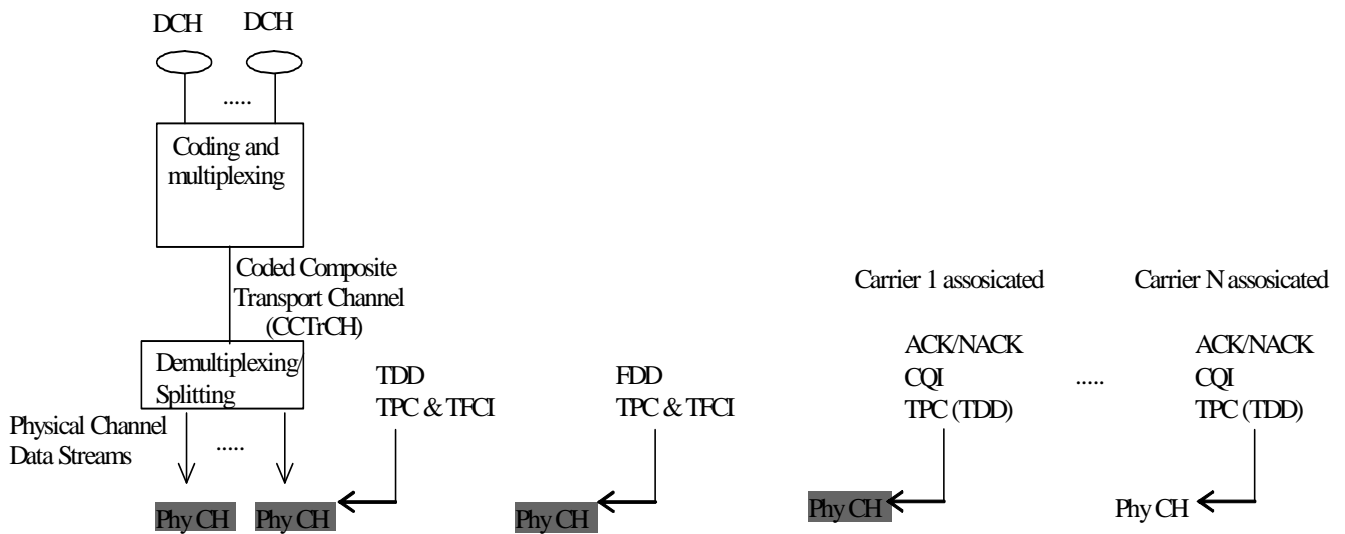 DCH DCH
.....
Coding and
multiplexing
Coded Composite
Transport Channel
(CCTrCH)
Demultiplexing/
Splitting
Physical Channel
Data Streams
.....
Phy CH Phy CH
TDD
TPC & TFCI
FDD
TPC & TFCI
Phy CH
Carrier 1 assosicated
ACK/NACK
CQI
TPC (TDD)
Phy CH
.....
Carrier N assosicated
ACK/NACK
CQI
TPC (TDD)
Phy CH